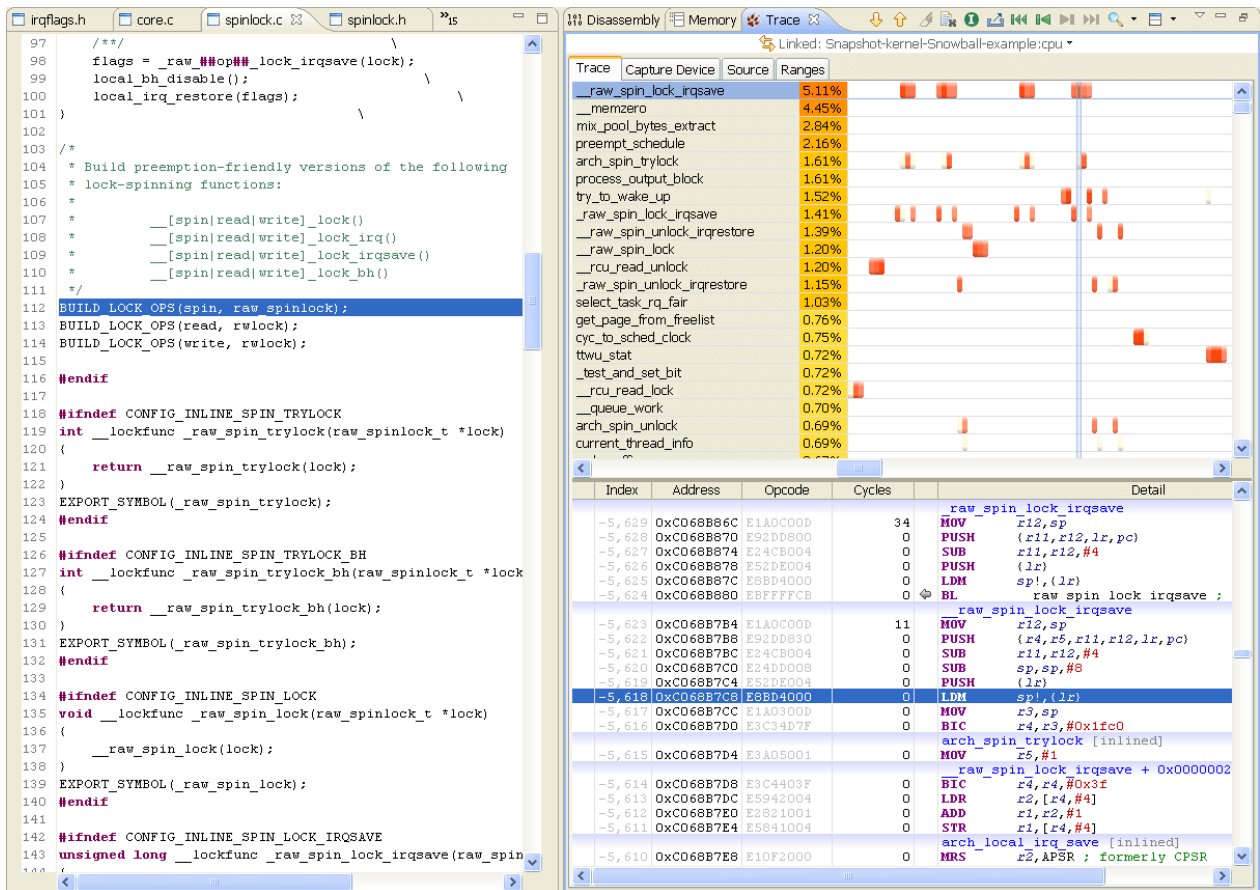 irqflags.h
core.c
spinlock.c
spinlock.h
»15
97 /**/ \
98 flags = _raw_##op##_lock_irqsave(lock);
99 local_bh_disable(); \
100 local_irq_restore(flags); \
101 } \
102
103 /*
104 * Build preemption-friendly versions of the following
105 * lock-spinning functions:
106 *
107 * __[spin|read|write]_lock()
108 * __[spin|read|write]_lock_irq()
109 * __[spin|read|write]_lock_irqsave()
110 * __[spin|read|write]_lock_bh()
111 */
112 BUILD_LOCK_OPS(spin, raw_spinlock);
113 BUILD_LOCK_OPS(read, rwlock);
114 BUILD_LOCK_OPS(write, rwlock);
115
116 #endif
117
118 #ifndef CONFIG_INLINE_SPIN_TRYLOCK
119 int __lockfunc _raw_spin_trylock(raw_spinlock_t *lock)
120 {
121 return __raw_spin_trylock(lock);
122 }
123 EXPORT_SYMBOL(_raw_spin_trylock);
124 #endif
125
126 #ifndef CONFIG_INLINE_SPIN_TRYLOCK_BH
127 int __lockfunc _raw_spin_trylock_bh(raw_spinlock_t *lock
128 {
129 return __raw_spin_trylock_bh(lock);
130 }
131 EXPORT_SYMBOL(_raw_spin_trylock_bh);
132 #endif
133
134 #ifndef CONFIG_INLINE_SPIN_LOCK
135 void __lockfunc _raw_spin_lock(raw_spinlock_t *lock)
136 {
137 __raw_spin_lock(lock);
138 }
139 EXPORT_SYMBOL(_raw_spin_lock);
140 #endif
141
142 #ifndef CONFIG_INLINE_SPIN_LOCK_IRQSAVE
143 unsigned long __lockfunc _raw_spin_lock_irqsave(raw_spin
Disassembly
Memory
Trace
Linked: Snapshot-kernel-Snowball-example:cpu
Trace Capture Device Source Ranges
__raw_spin_lock_irqsave 5.11%
__memzero 4.45%
mix_pool_bytes_extract 2.84%
preempt_schedule 2.16%
arch_spin_trylock 1.61%
process_output_block 1.61%
try_to_wake_up 1.52%
_raw_spin_lock_irqsave 1.41%
__raw_spin_unlock_irqrestore 1.39%
__raw_spin_lock 1.20%
__rcu_read_unlock 1.20%
_raw_spin_unlock_irqrestore 1.15%
select_task_rq_fair 1.03%
get_page_from_freelist 0.76%
cyc_to_sched_clock 0.75%
ttwu_stat 0.72%
_test_and_set_bit 0.72%
__rcu_read_lock 0.72%
__queue_work 0.70%
arch_spin_unlock 0.69%
current_thread_info 0.69%
Index Address Opcode Cycles Detail
_raw_spin_lock_irqsave
-5,629 0xC068B86C E1A0C00D 34 MOV r12,sp
-5,628 0xC068B870 E92DD800 0 PUSH {r11,r12,lr,pc}
-5,627 0xC068B874 E24CB004 0 SUB r11,r12,#4
-5,626 0xC068B878 E52DE004 0 PUSH {lr}
-5,625 0xC068B87C E8BD4000 0 LDM sp!,{lr}
-5,624 0xC068B880 EBFFFFCB 0 BL __raw_spin_lock_irqsave ;
__raw_spin_lock_irqsave
-5,623 0xC068B7B4 E1A0C00D 11 MOV r12,sp
-5,622 0xC068B7B8 E92DD830 0 PUSH {r4,r5,r11,r12,lr,pc}
-5,621 0xC068B7BC E24CB004 0 SUB r11,r12,#4
-5,620 0xC068B7C0 E24DD008 0 SUB sp,sp,#8
-5,619 0xC068B7C4 E52DE004 0 PUSH {lr}
-5,618 0xC068B7C8 E8BD4000 0 LDM sp!,{lr}
-5,617 0xC068B7CC E1A0300D 0 MOV r3,sp
-5,616 0xC068B7D0 E3C34D7F 0 BIC r4,r3,#0x1fc0
arch_spin_trylock [inlined]
-5,615 0xC068B7D4 E3A05001 0 MOV r5,#1
__raw_spin_lock_irqsave + 0x0000002
-5,614 0xC068B7D8 E3C4403F 0 BIC r4,r4,#0x3f
-5,613 0xC068B7DC E5942004 0 LDR r2,[r4,#4]
-5,612 0xC068B7E0 E2821001 0 ADD r1,r2,#1
-5,611 0xC068B7E4 E5841004 0 STR r1,[r4,#4]
arch_local_irq_save [inlined]
-5,610 0xC068B7E8 E10F2000 0 MRS r2,APSR ; formerly CPSR